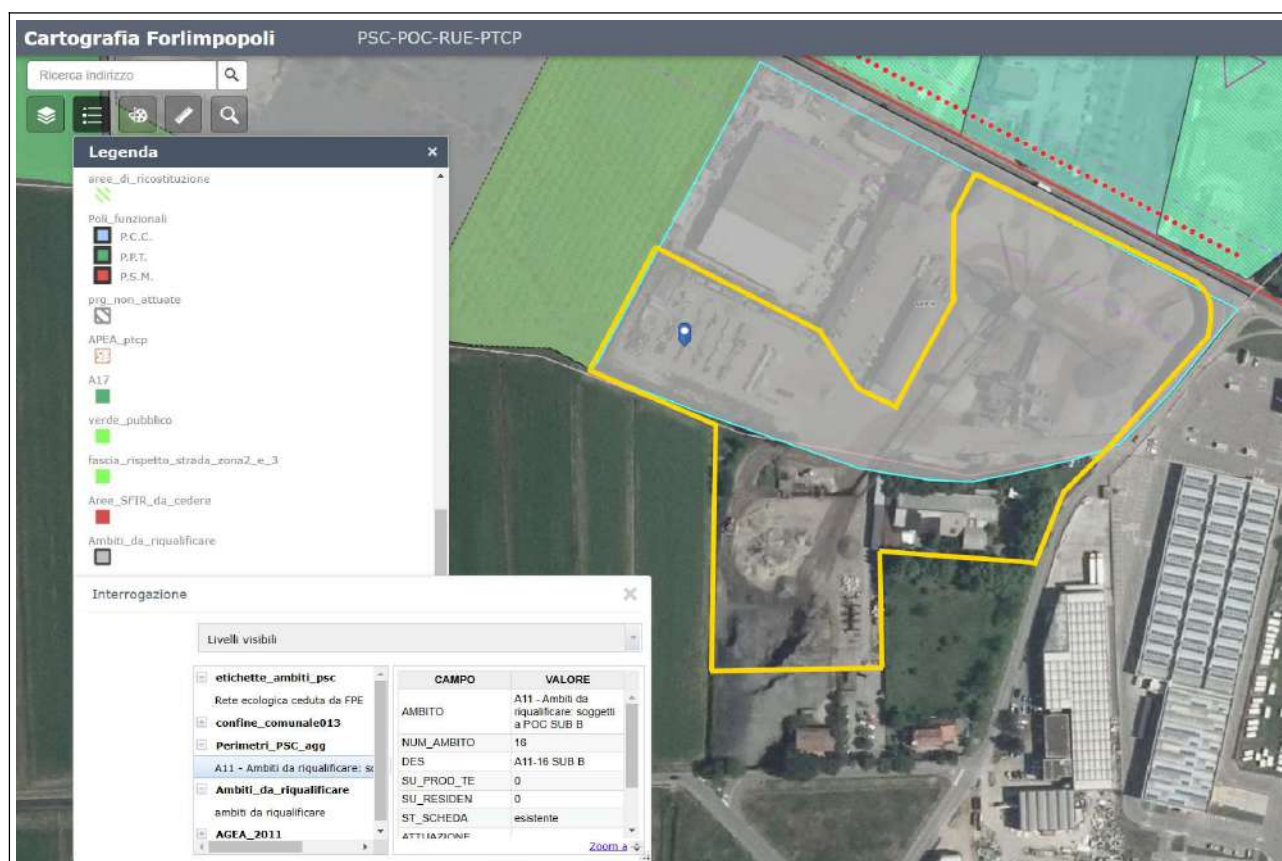 Cartografia Forlimpopoli
PSC-POC-RUE-PTCP
Ricerca indirizzo
Legenda
×
aree_di_ricostituzione
Poli_funzionali
P.C.C.
P.P.T.
P.S.M.
prg_non_attuate
APEA_ptcp
A17
verde_pubblico
fascia_rispetto_strada_zona2_e_3
Aree_SFIR_da_cedere
Ambiti_da_riqualificare
Interrogazione
×
Livelli visibili
etichette_ambiti_psc
Rete ecologica ceduta da FPE
confine_comunale013
Perimetri_PSC_agg
A11 - Ambiti da riqualificare: so
Ambiti_da_riqualificare
ambiti da riqualificare
AGEA_2011
CAMPO VALORE
AMBITO A11 - Ambiti da
riqualificare: soggetti
a POC SUB B
NUM_AMBITO 16
DES A11-16 SUB B
SU_PROD_TE 0
SU_RESIDEN 0
ST_SCHEDA esistente
ATTUAZIONE
Zoom a